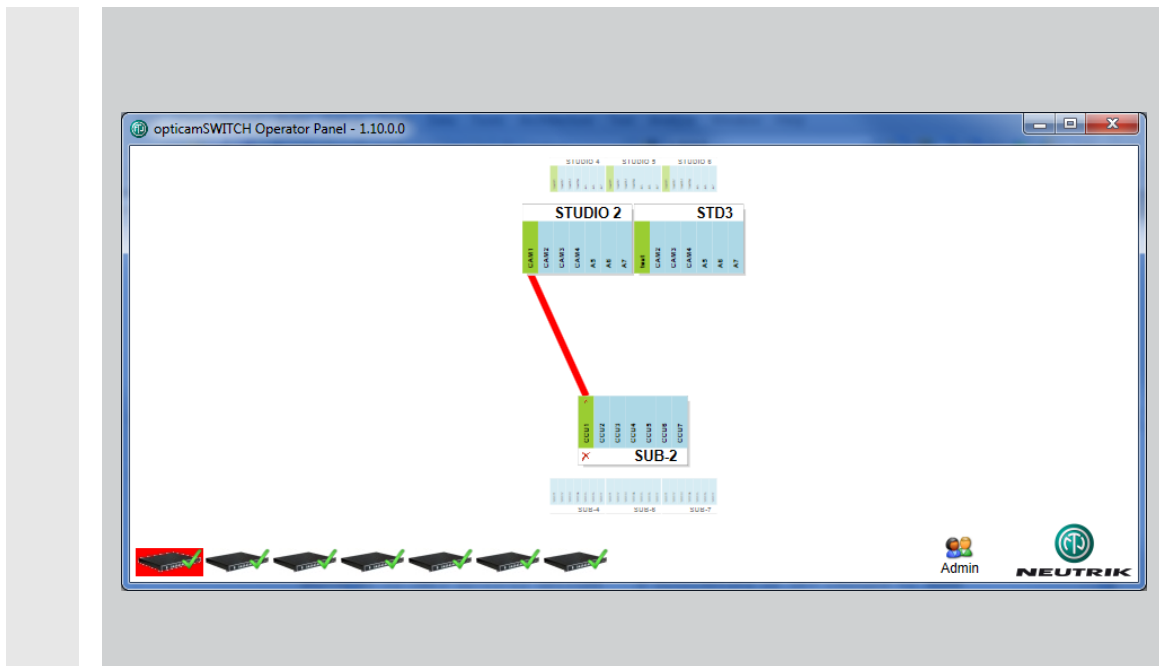 opticamSWITCH Operator Panel - 1.10.0.0
STUDIO 4 STUDIO 5 STUDIO 6
STUDIO 2 STD3
CAM1 CAM2 CAM3 CAM4 A5 A6 A7 CAM2 CAM3 CAM4 A5 A6 A7
CCU1 CCU2 CCU3 CCU4 CCU5 CCU6 CCU7
SUB-2
SUB-4 SUB-6 SUB-7
Admin
NEUTRIK